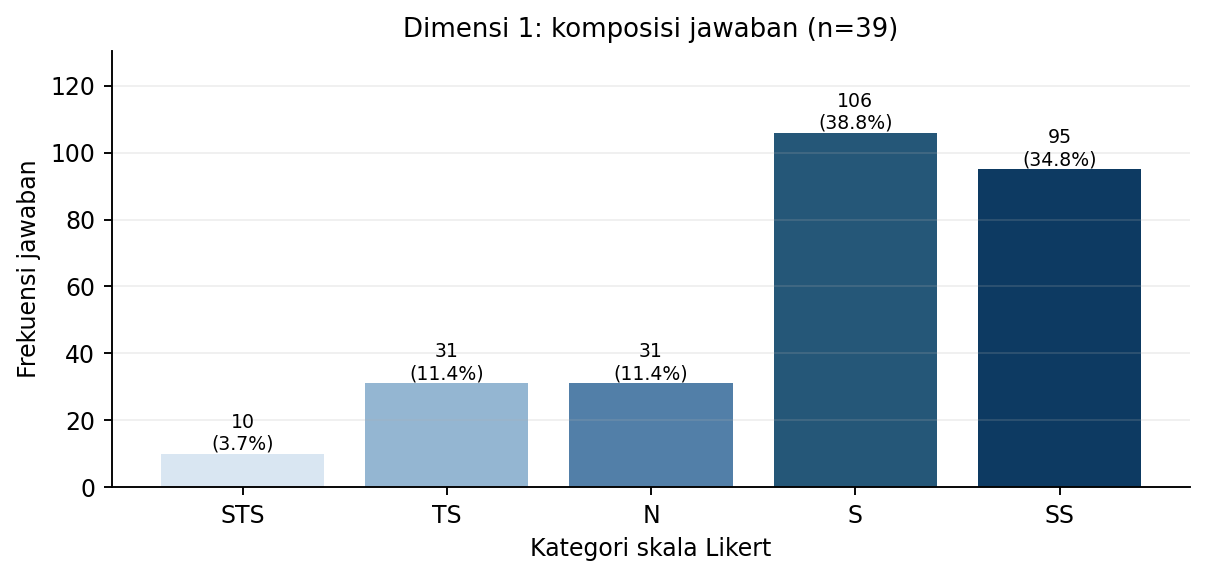 Dimensi 1: komposisi jawaban (n=39)
Frekuensi jawaban
120
100
80
60
40
20
0
10
(3.7%)
31
(11.4%)
31
(11.4%)
106
(38.8%)
95
(34.8%)
STS
TS
N
S
SS
Kategori skala Likert